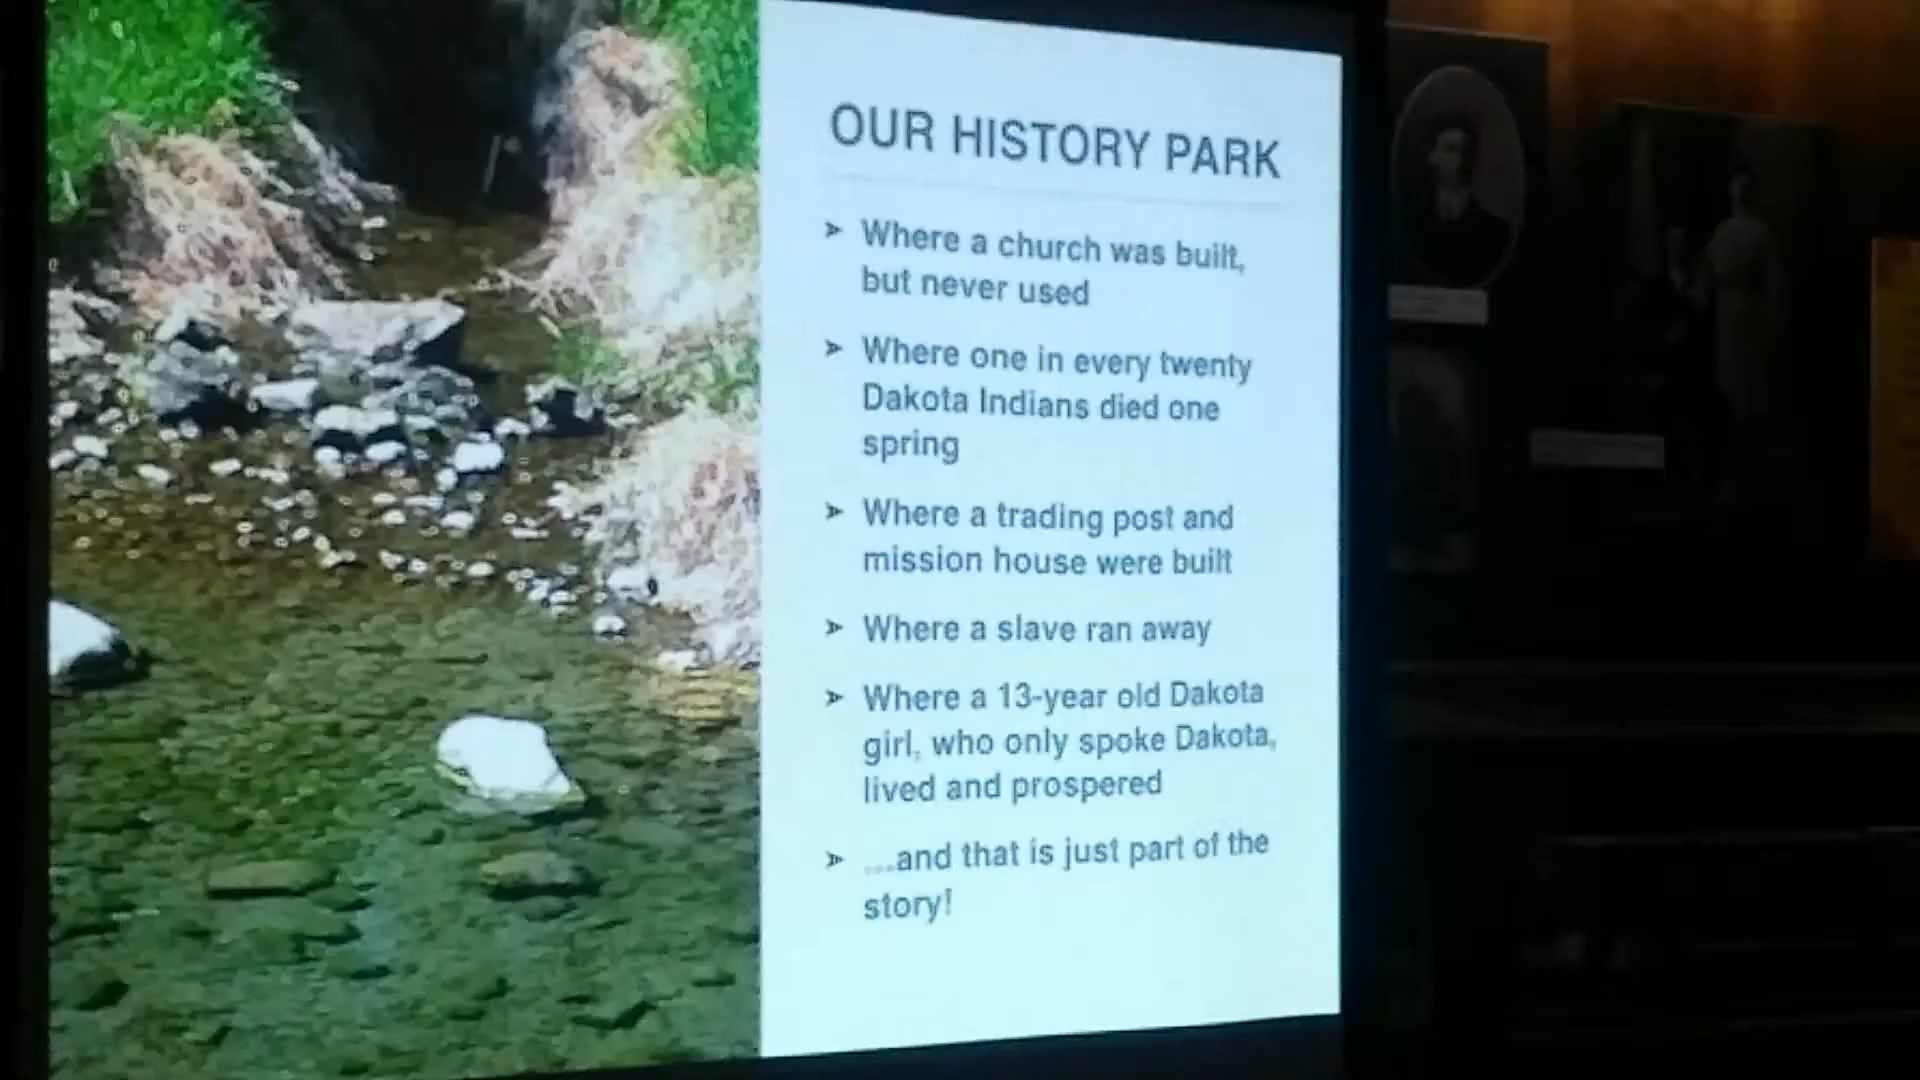 OUR HISTORY PARK
➢ Where a church was built,
but never used
➢ Where one in every twenty
Dakota Indians died one
spring
➢ Where a trading post and
mission house were built
➢ Where a slave ran away
➢ Where a 13-year old Dakota
girl, who only spoke Dakota,
lived and prospered
➢ ...and that is just part of the
story!